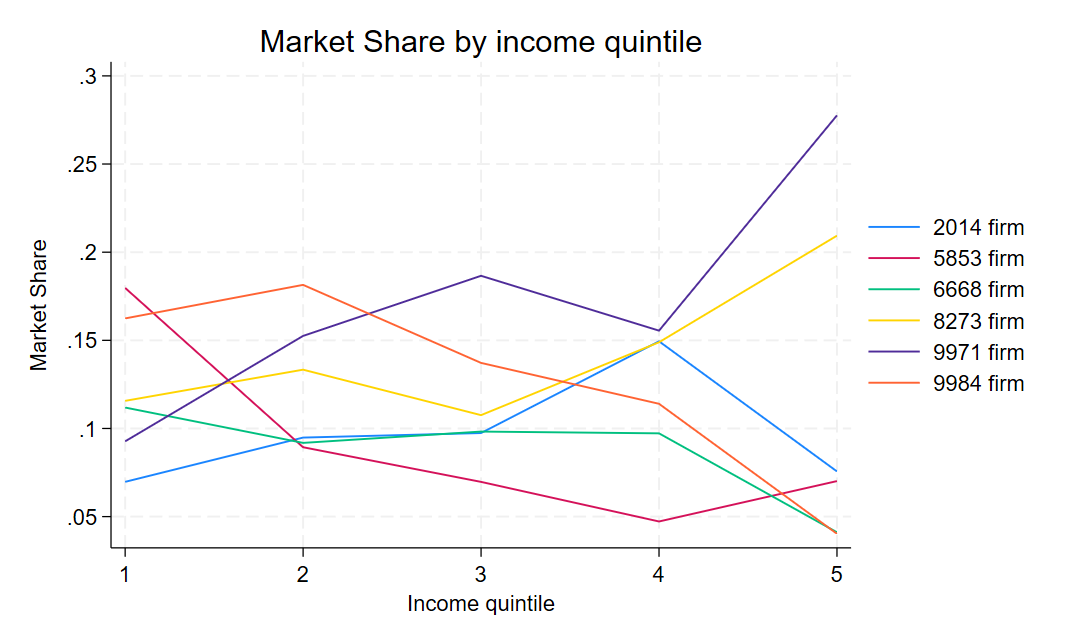 Market Share by income quintile
Market Share
.3
.25
.2
.15
.1
.05
1 2 3 4 5
Income quintile
2014 firm
5853 firm
6668 firm
8273 firm
9971 firm
9984 firm